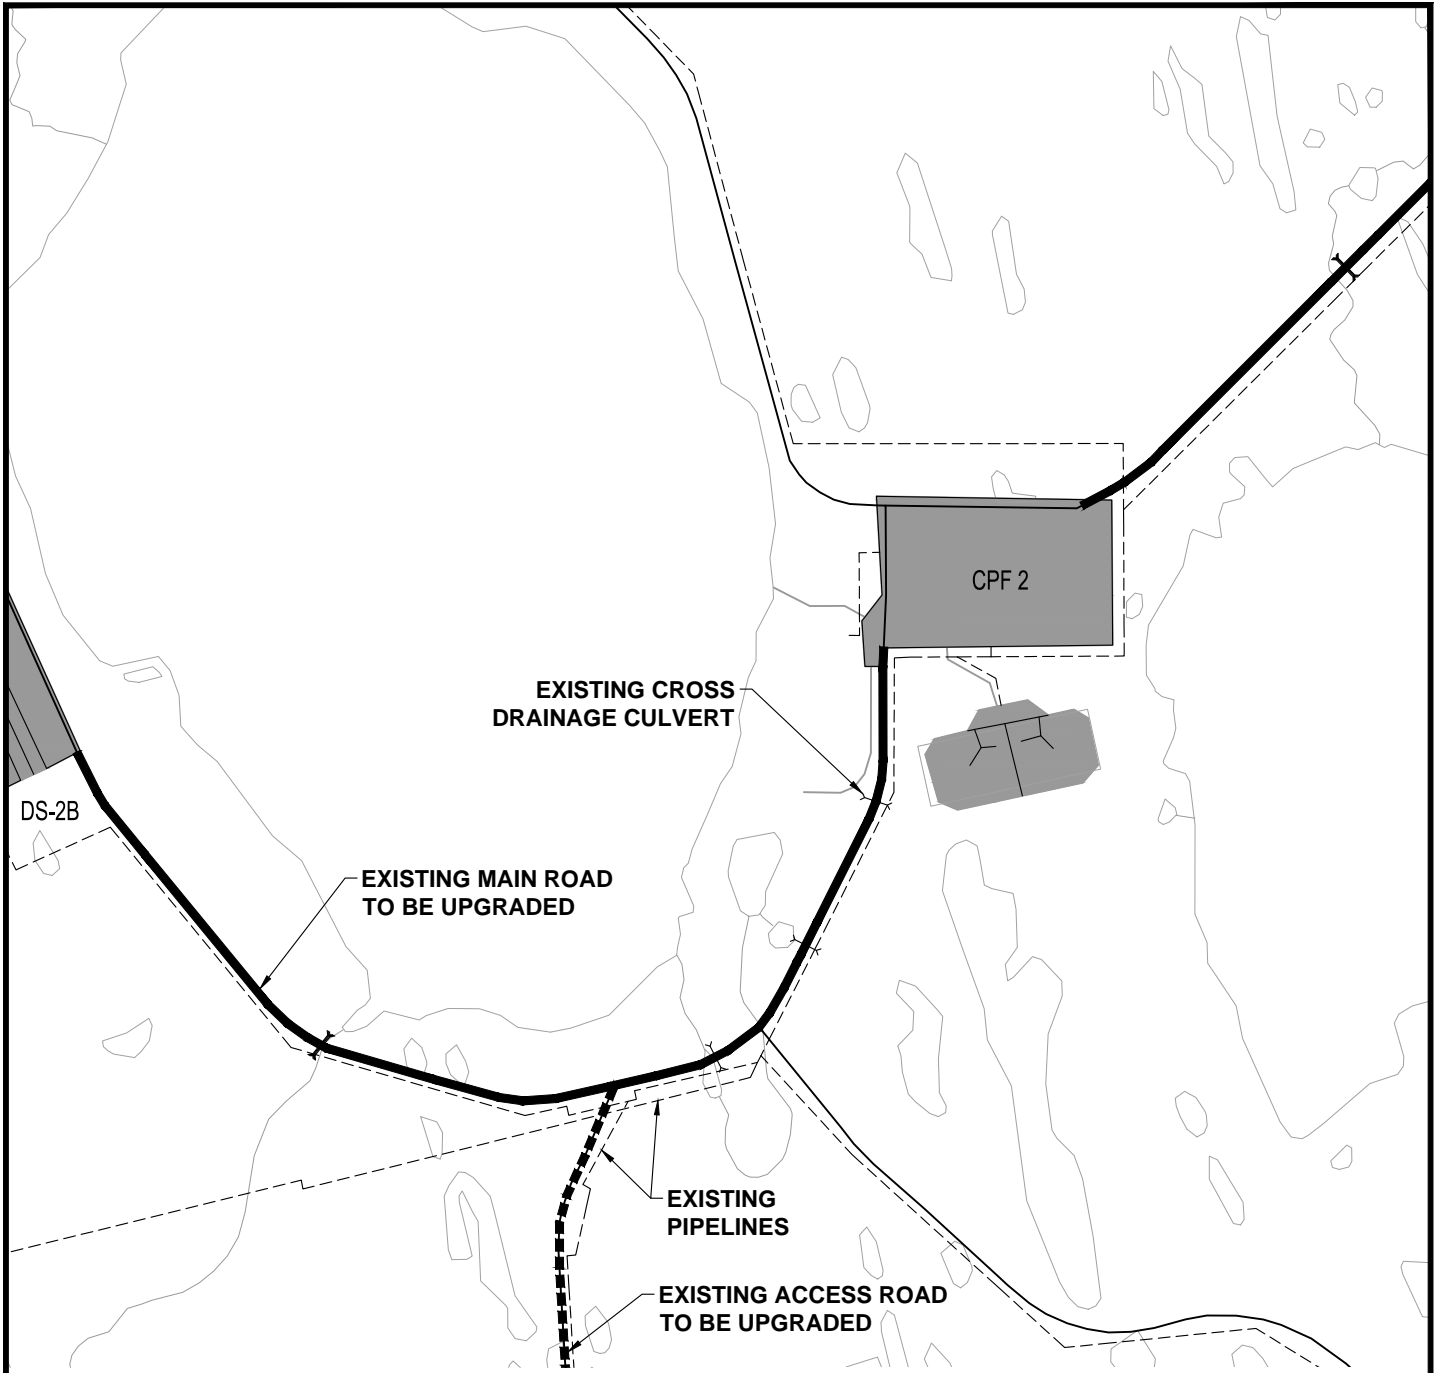 CPF 2
EXISTING CROSS
DRAINAGE CULVERT
DS-2B
EXISTING MAIN ROAD
TO BE UPGRADED
EXISTING
PIPELINES
EXISTING ACCESS ROAD
TO BE UPGRADED